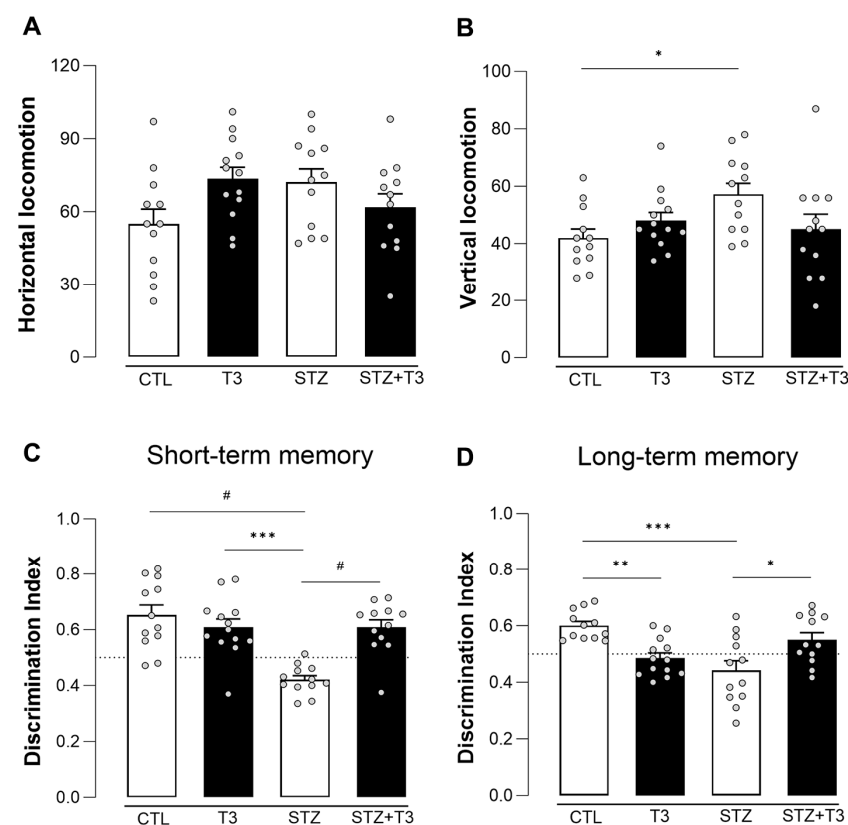 A
Horizontal locomotion
120
90
60
30
0
CTL T3 STZ STZ+T3
B
Vertical locomotion
*
100
80
60
40
20
0
CTL T3 STZ STZ+T3
C
Short-term memory
Discrimination Index
#
***
#
1.0
0.8
0.6
0.4
0.2
0.0
CTL T3 STZ STZ+T3
D
Long-term memory
Discrimination Index
***
**
*
1.0
0.8
0.6
0.4
0.2
0.0
CTL T3 STZ STZ+T3